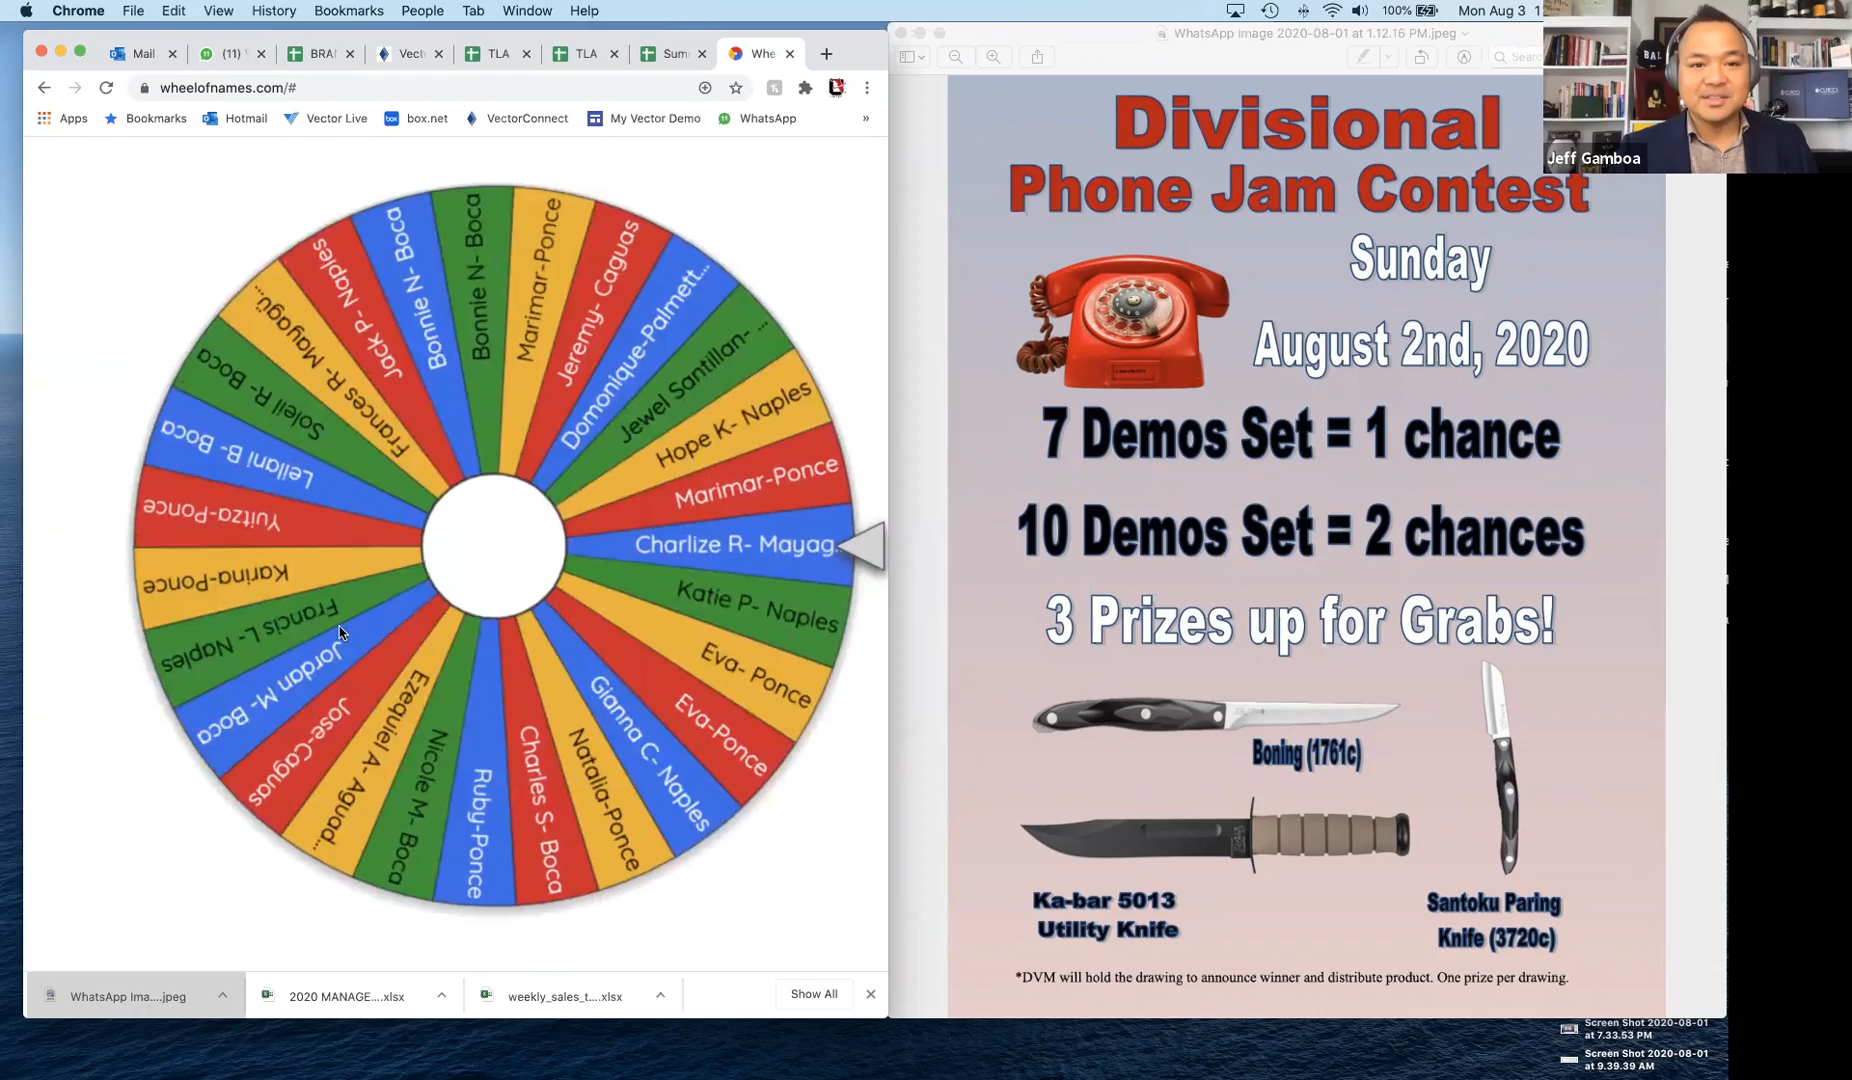 Chrome File Edit View History Bookmarks People Tab Window Help
100% Mon Aug 3
Mail
(11)
BRA
Vect
TLA
TLA
Sum
Whe
wheelofnames.com/#
Apps Bookmarks Hotmail Vector Live box.net VectorConnect My Vector Demo WhatsApp »
Bonnie N- Boca
Marimar-Ponce
Jeremy- Caguas
Domonique-Palmett...
Jewel Santillan- ...
Hope K- Naples
Marimar-Ponce
Charlize R- Mayag
Katie P- Naples
Eva- Ponce
Eva-Ponce
Gianna C- Naples
Natalia-Ponce
Charles S- Boca
Ruby-Ponce
Nicole M- Boca
Ezequiel A- Aguad...
Jose-Caguas
Jordan M- Boca
Francis L- Naples
Karina-Ponce
Yuitza-Ponce
Leilani B- Boca
Soleil R- Boca
Frances R- Mayagü...
Jack P- Naples
Bonnie N- Boca
WhatsApp Ima....jpeg
2020 MANAGE....xlsx
weekly_sales_t....xlsx
Show All
WhatsApp Image 2020-08-01 at 1.12.16 PM.jpeg
Divisional
Phone Jam Contest
Sunday
August 2nd, 2020
7 Demos Set = 1 chance
10 Demos Set = 2 chances
3 Prizes up for Grabs!
Boning (1761c)
Ka-bar 5013
Utility Knife
Santoku Paring
Knife (3720c)
*DVM will hold the drawing to announce winner and distribute product. One prize per drawing.
Jeff Gamboa
BAL
CUTCO
Screen Shot 2020-08-01
at 7.33.53 PM
Screen Shot 2020-08-01
at 9.39.39 AM